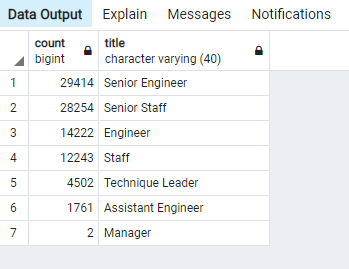 Data Output Explain Messages Notifications
count title
bigint character varying (40)
1 29414 Senior Engineer
2 28254 Senior Staff
3 14222 Engineer
4 12243 Staff
5 4502 Technique Leader
6 1761 Assistant Engineer
7 2 Manager